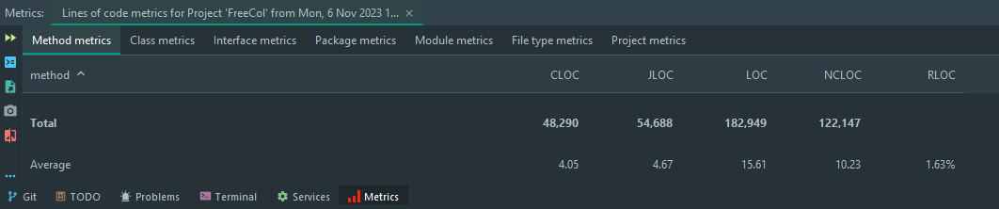 Metrics: Lines of code metrics for Project 'FreeCol' from Mon, 6 Nov 2023 1... ×
Method metrics Class metrics Interface metrics Package metrics Module metrics File type metrics Project metrics
method CLOC JLOC LOC NCLOC RLOC
Total 48,290 54,688 182,949 122,147
Average 4.05 4.67 15.61 10.23 1.63%
Git TODO Problems Terminal Services Metrics